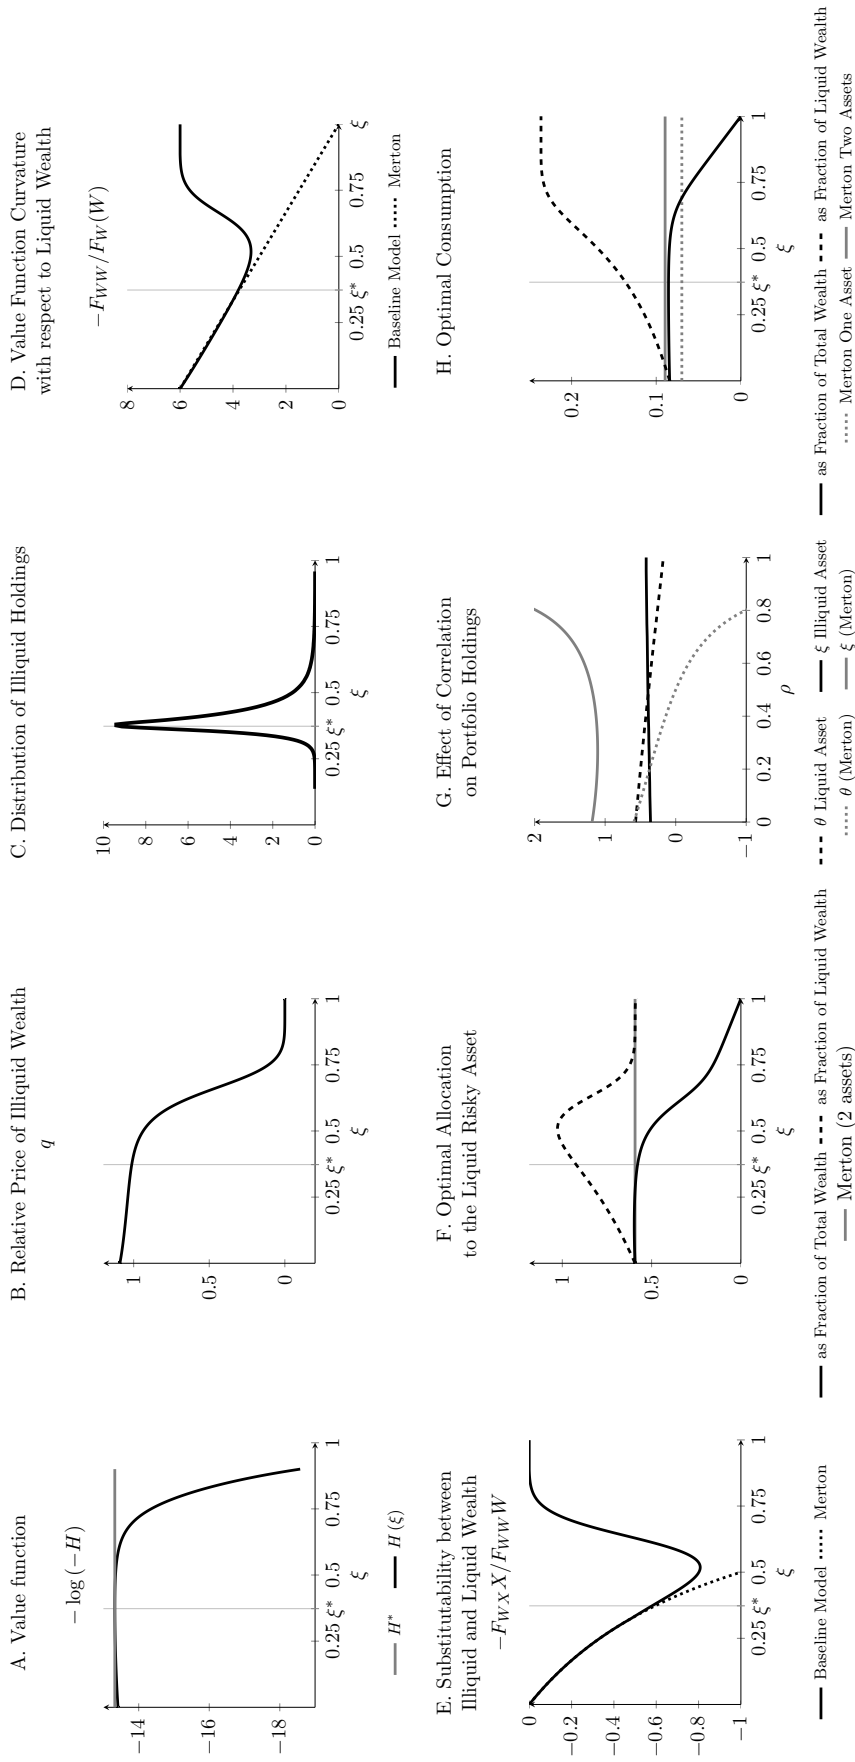 A. Value function
− log (−H)
−14
−16
−18
0.25 ξ* 0.5 0.75 1
ξ
H* H (ξ)
B. Relative Price of Illiquid Wealth
q
1
0.5
0
0.25 ξ* 0.5 0.75 1
ξ
C. Distribution of Illiquid Holdings
10
8
6
4
2
0
0.25 ξ* 0.5 0.75 1
ξ
D. Value Function Curvature
with respect to Liquid Wealth
−F_WW/F_W(W)
8
6
4
2
0
0.25 ξ* 0.5 0.75 ξ
Baseline Model Merton
E. Substitutability between
Illiquid and Liquid Wealth
−F_WX X/F_WW W
0
−0.2
−0.4
−0.6
−0.8
−1
0.25 ξ* 0.5 0.75 1
ξ
Baseline Model Merton
F. Optimal Allocation
to the Liquid Risky Asset
1
0.5
0
0.25 ξ* 0.5 0.75 1
ξ
as Fraction of Total Wealth as Fraction of Liquid Wealth
Merton (2 assets)
G. Effect of Correlation
on Portfolio Holdings
2
1
0
−1
0 0.2 0.4 0.6 0.8 1
ρ
θ Liquid Asset ξ Illiquid Asset
θ (Merton) ξ (Merton)
H. Optimal Consumption
0.2
0.1
0
0.25 ξ* 0.5 0.75 1
ξ
as Fraction of Total Wealth as Fraction of Liquid Wealth
Merton One Asset Merton Two Assets